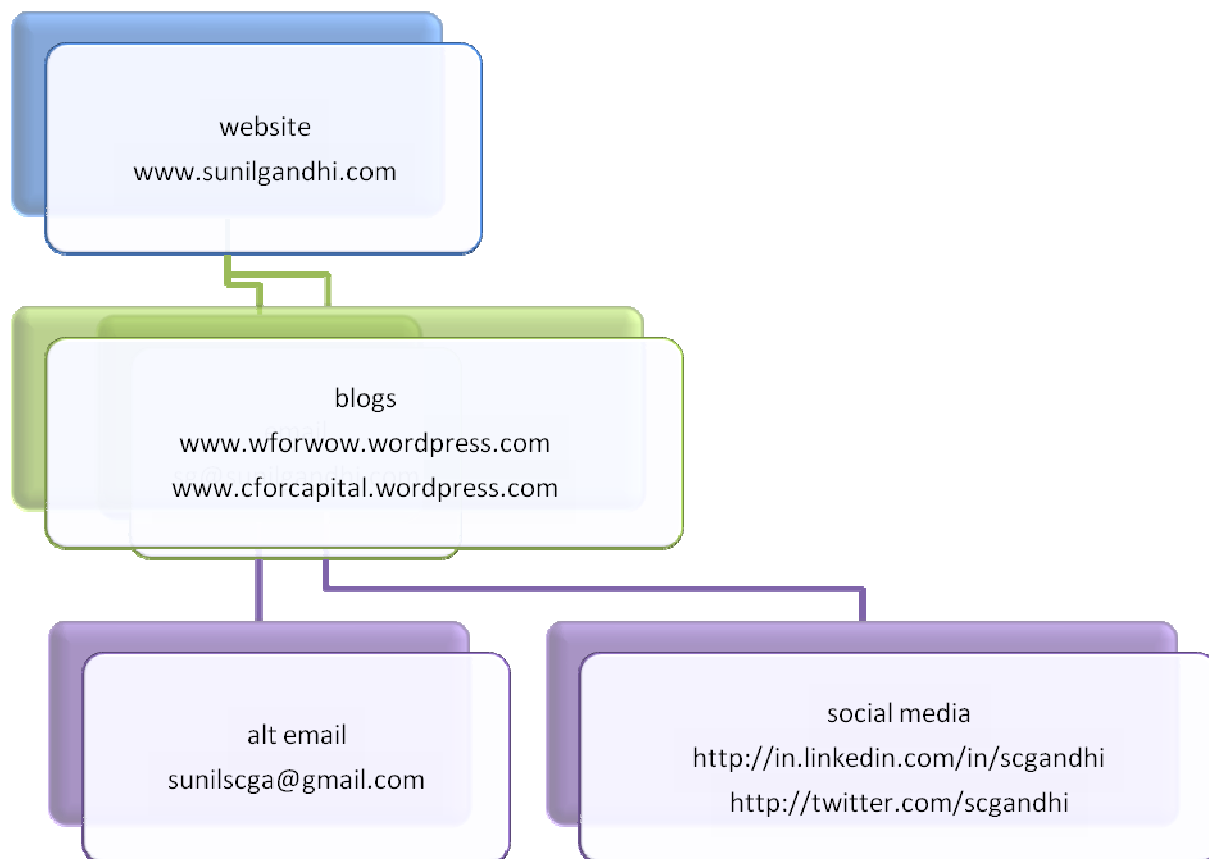 website
www.sunilgandhi.com
blogs
www.wforwow.wordpress.com
www.cforcapital.wordpress.com
alt email
sunilscga@gmail.com
social media
http://in.linkedin.com/in/scgandhi
http://twitter.com/scgandhi